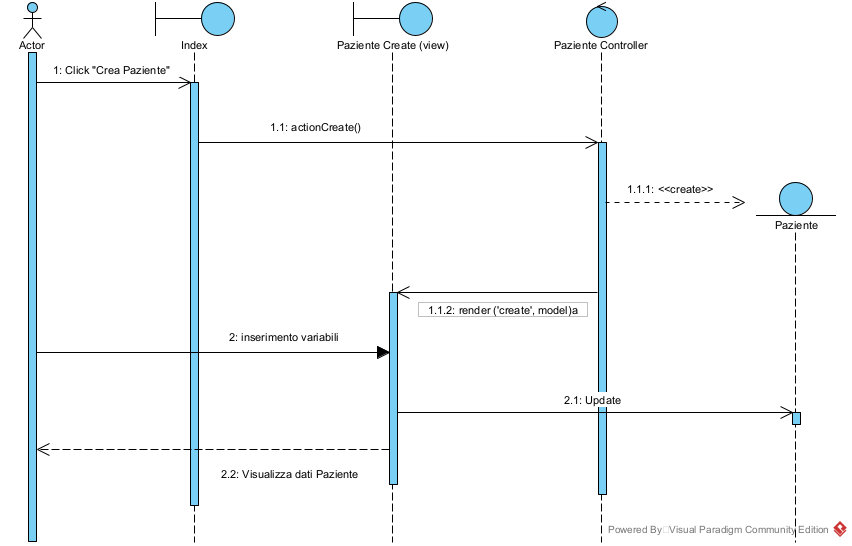 Actor
Index
Paziente Create (view)
Paziente Controller
1: Click "Crea Paziente"
1.1: actionCreate()
1.1.1: <<create>>
Paziente
1.1.2: render ('create', model)a
2: inserimento variabili
2.1: Update
2.2: Visualizza dati Paziente
Powered By Visual Paradigm Community Edition